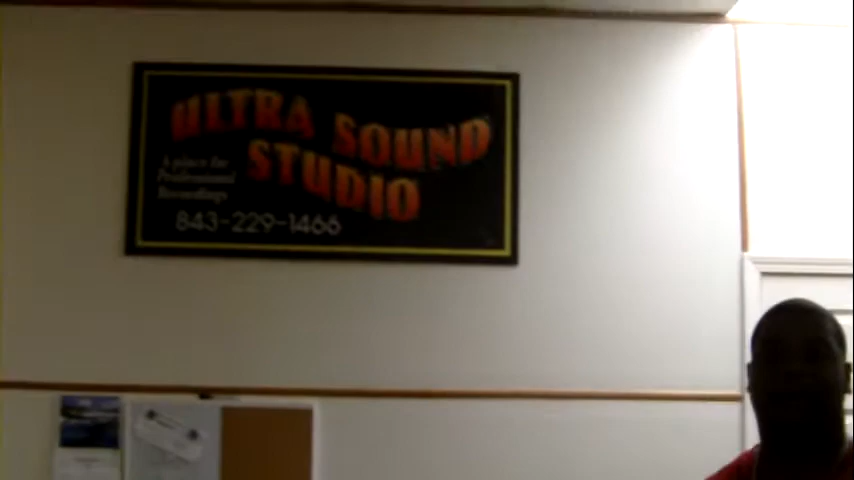 ULTRA SOUND
STUDIO
A place for
Professional
Recordings
843-229-1466